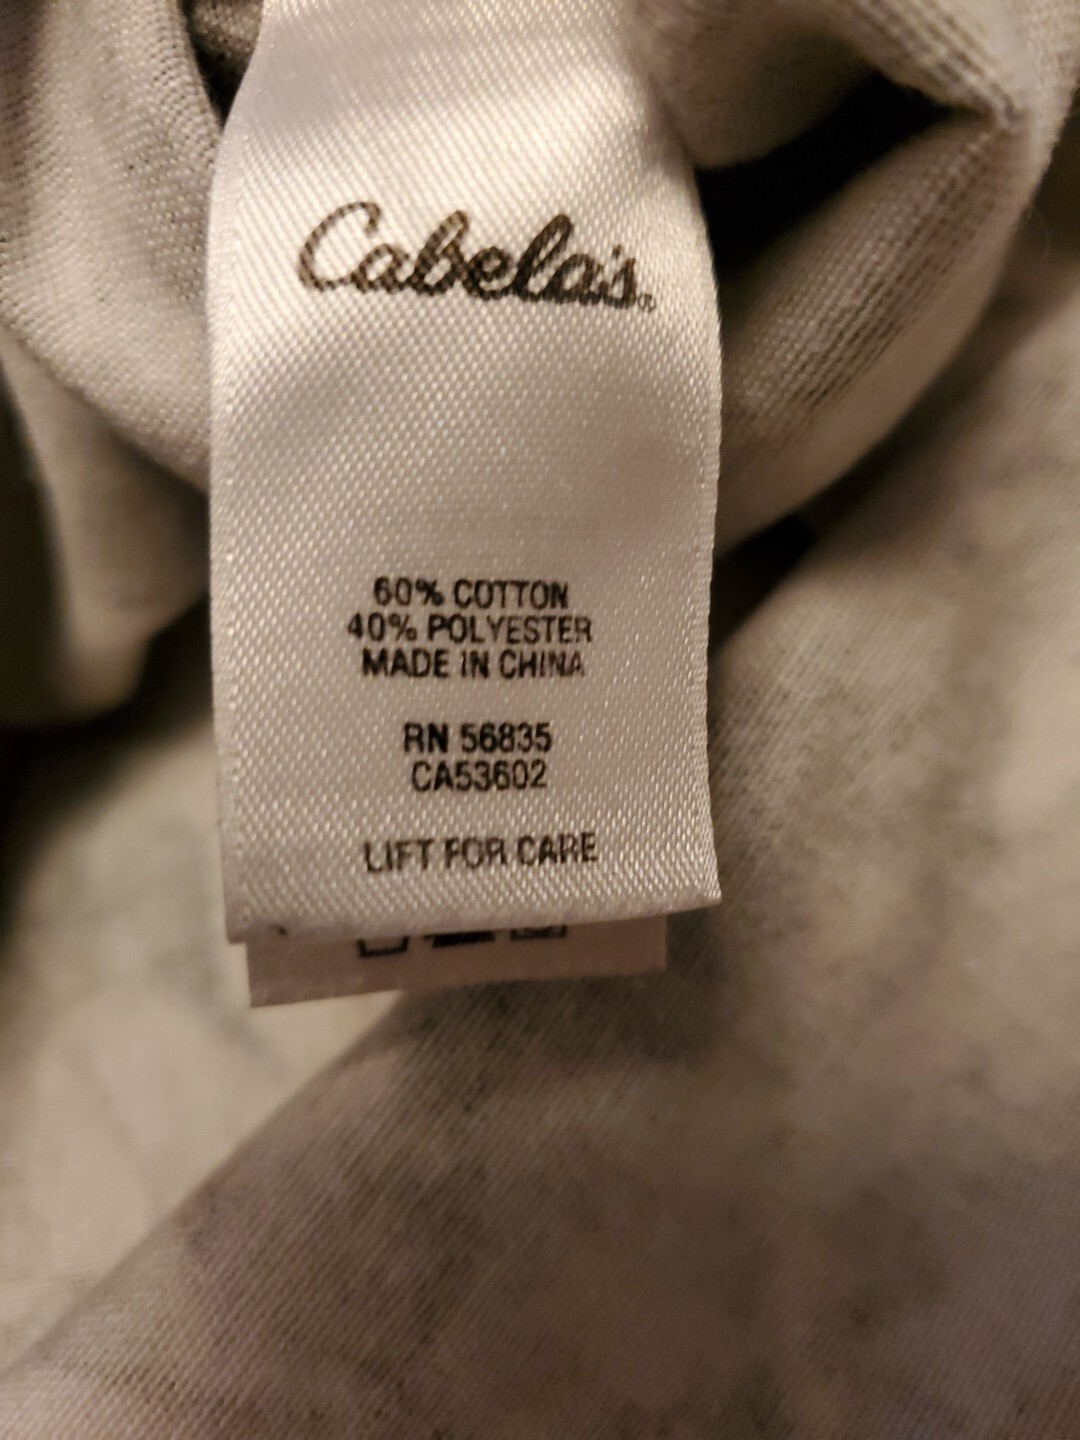 Cabela's®
60% COTTON
40% POLYESTER
MADE IN CHINA
RN 56835
CA53602
LIFT FOR CARE